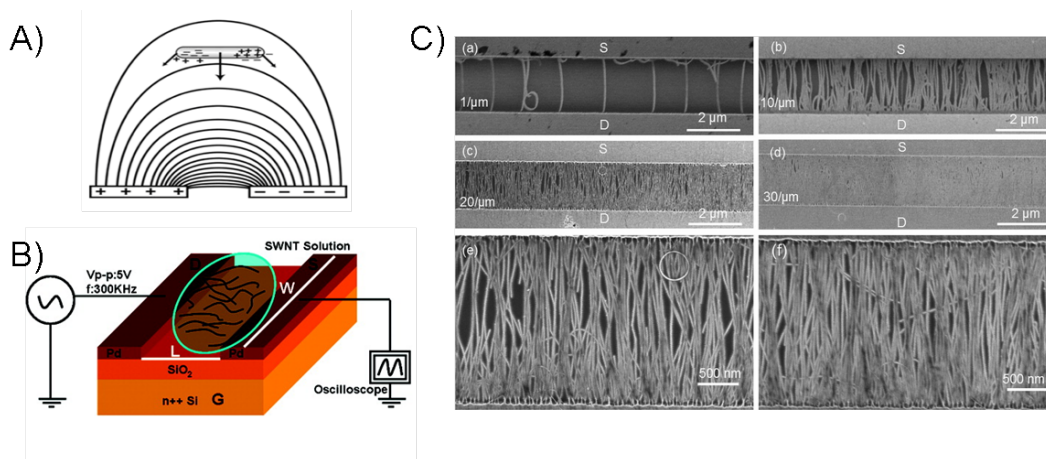 A)
+ + + + +
− − − − −
B)
SWNT Solution
Vp-p:5V
f:300KHz
W
L
Pd
Pd
SiO2
n++ Si G
Oscilloscope
C)
(a)
S
1/µm
D
2 µm
(b)
S
10/µm
D
2 µm
(c)
S
20/µm
D
2 µm
(d)
S
30/µm
D
2 µm
(e)
500 nm
(f)
500 nm